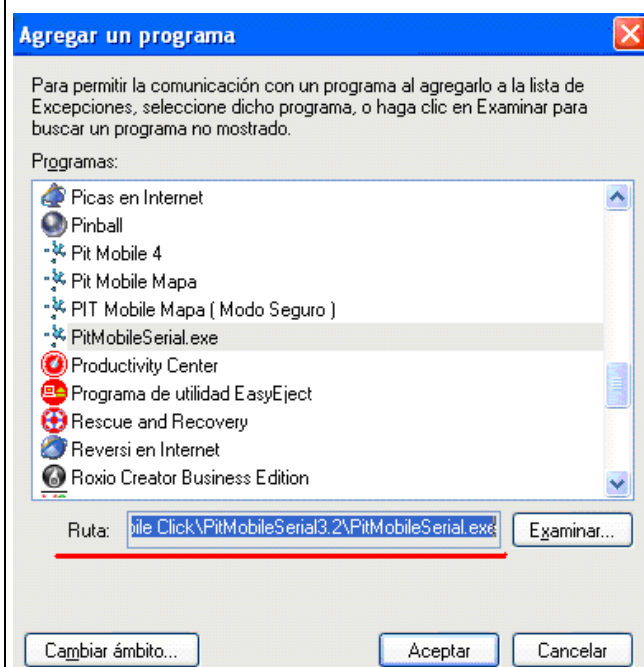 Agregar un programa
Para permitir la comunicación con un programa al agregarlo a la lista de
Excepciones, seleccione dicho programa, o haga clic en Examinar para
buscar un programa no mostrado.
Programas:
Picas en Internet
Pinball
Pit Mobile 4
Pit Mobile Mapa
PIT Mobile Mapa ( Modo Seguro )
PitMobileSerial.exe
Productivity Center
Programa de utilidad EasyEject
Rescue and Recovery
Reversi en Internet
Roxio Creator Business Edition
Ruta: bile Click\PitMobileSerial3.2\PitMobileSerial.exe Examinar...
Cambiar ámbito... Aceptar Cancelar